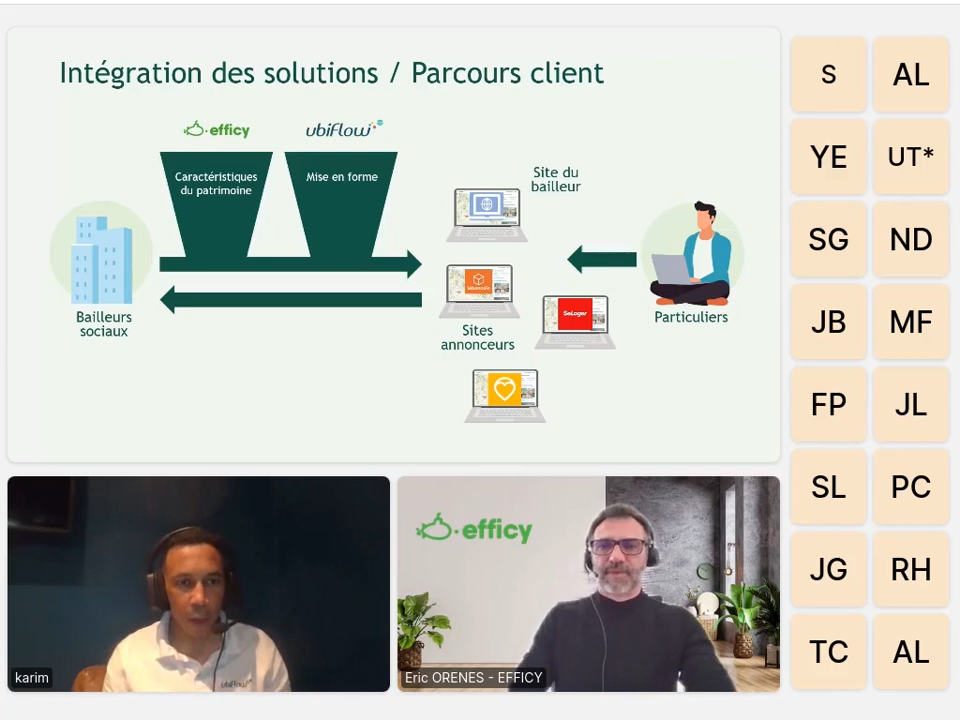 Intégration des solutions / Parcours client
efficy
ubiflow
Caractéristiques
du patrimoine
Mise en forme
Site du
bailleur
leboncoin
SeLoger
Bailleurs
sociaux
Sites
annonceurs
Particuliers
S
AL
YE
UT*
SG
ND
JB
MF
FP
JL
SL
PC
JG
RH
TC
AL
efficy
ubiflow
karim
Eric ORENES - EFFICY